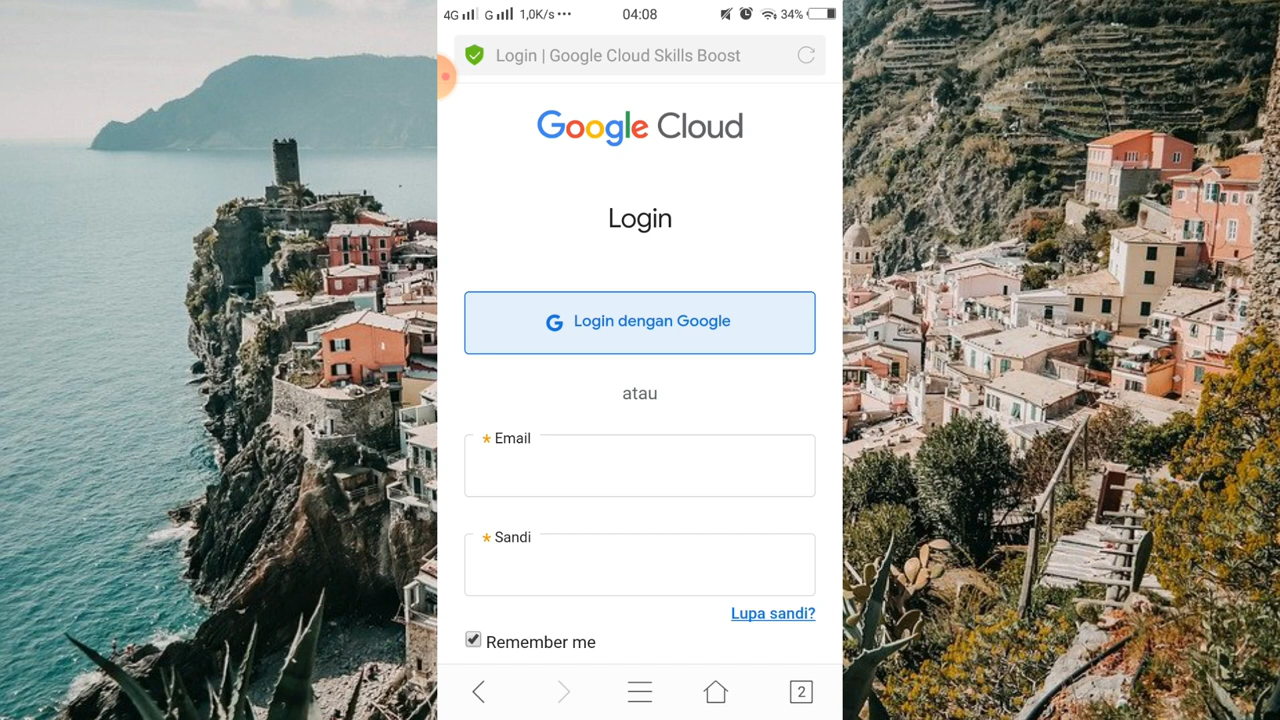 4G G 1,0K/s ••• 04:08 34%
Login | Google Cloud Skills Boost
Google Cloud
Login
G Login dengan Google
atau
* Email
* Sandi
Lupa sandi?
Remember me
2